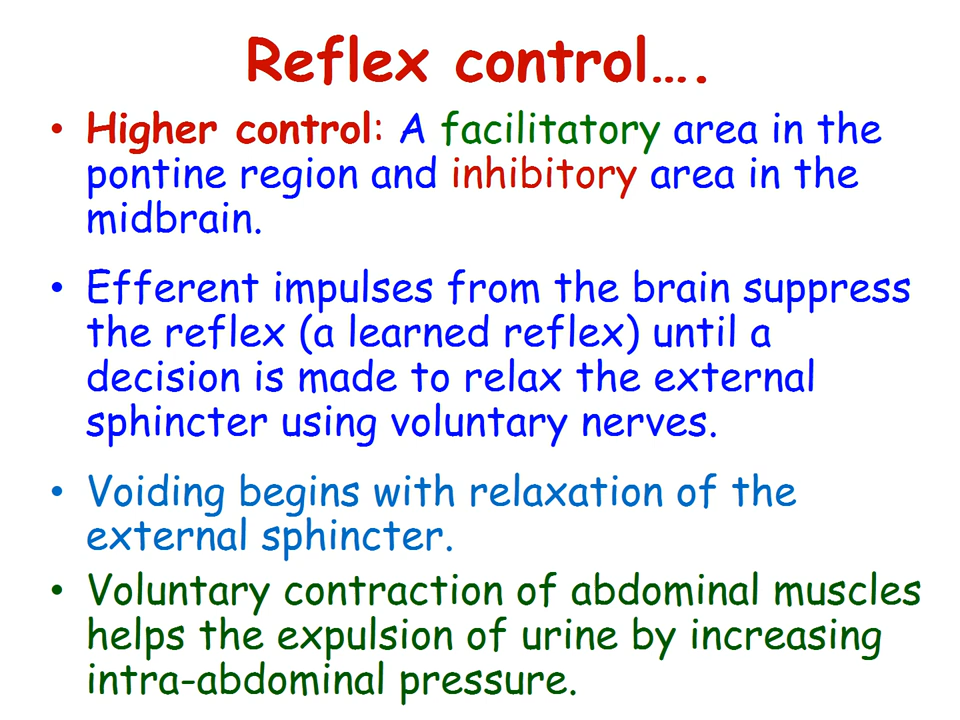 Reflex control….
• Higher control: A facilitatory area in the
pontine region and inhibitory area in the
midbrain.
• Efferent impulses from the brain suppress
the reflex (a learned reflex) until a
decision is made to relax the external
sphincter using voluntary nerves.
• Voiding begins with relaxation of the
external sphincter.
• Voluntary contraction of abdominal muscles
helps the expulsion of urine by increasing
intra-abdominal pressure.